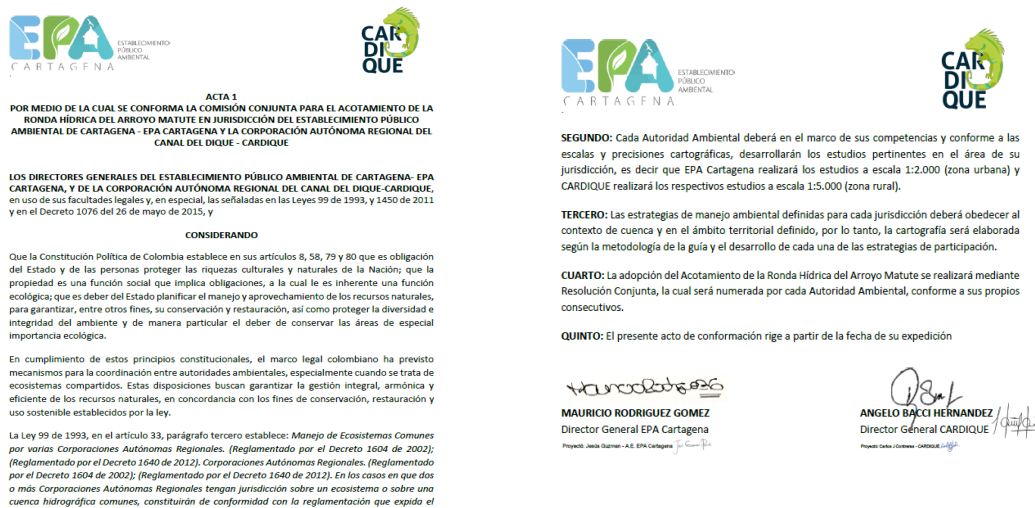 EPA
ESTABLECIMIENTO
PÚBLICO
AMBIENTAL
CARTAGENA
CAR
DI
QUE
ACTA 1
POR MEDIO DE LA CUAL SE CONFORMA LA COMISIÓN CONJUNTA PARA EL ACOTAMIENTO DE LA
RONDA HÍDRICA DEL ARROYO MATUTE EN JURISDICCIÓN DEL ESTABLECIMIENTO PÚBLICO
AMBIENTAL DE CARTAGENA - EPA CARTAGENA Y LA CORPORACIÓN AUTÓNOMA REGIONAL DEL
CANAL DEL DIQUE - CARDIQUE
LOS DIRECTORES GENERALES DEL ESTABLECIMIENTO PÚBLICO AMBIENTAL DE CARTAGENA- EPA
CARTAGENA, Y DE LA CORPORACIÓN AUTÓNOMA REGIONAL DEL CANAL DEL DIQUE-CARDIQUE,
en uso de sus facultades legales y, en especial, las señaladas en las Leyes 99 de 1993, y 1450 de 2011
y en el Decreto 1076 del 26 de mayo de 2015, y
CONSIDERANDO
Que la Constitución Política de Colombia establece en sus artículos 8, 58, 79 y 80 que es obligación
del Estado y de las personas proteger las riquezas culturales y naturales de la Nación; que la
propiedad es una función social que implica obligaciones, a la cual le es inherente una función
ecológica; que es deber del Estado planificar el manejo y aprovechamiento de los recursos naturales,
para garantizar, entre otros fines, su conservación y restauración, así como proteger la diversidad e
integridad del ambiente y de manera particular el deber de conservar las áreas de especial
importancia ecológica.
En cumplimiento de estos principios constitucionales, el marco legal colombiano ha previsto
mecanismos para la coordinación entre autoridades ambientales, especialmente cuando se trata de
ecosistemas compartidos. Estas disposiciones buscan garantizar la gestión integral, armónica y
eficiente de los recursos naturales, en concordancia con los fines de conservación, restauración y
uso sostenible establecidos por la ley.
La Ley 99 de 1993, en el artículo 33, parágrafo tercero establece: Manejo de Ecosistemas Comunes
por varias Corporaciones Autónomas Regionales. (Reglamentado por el Decreto 1604 de 2002);
(Reglamentado por el Decreto 1640 de 2012). Corporaciones Autónomas Regionales. (Reglamentado
por el Decreto 1604 de 2002); (Reglamentado por el Decreto 1640 de 2012). En los casos en que dos
o más Corporaciones Autónomas Regionales tengan jurisdicción sobre un ecosistema o sobre una
cuenca hidrográfica comunes, constituirán de conformidad con la reglamentación que expida el
EPA
ESTABLECIMIENTO
PÚBLICO
AMBIENTAL
CARTAGENA
CAR
DI
QUE
SEGUNDO: Cada Autoridad Ambiental deberá en el marco de sus competencias y conforme a las
escalas y precisiones cartográficas, desarrollarán los estudios pertinentes en el área de su
jurisdicción, es decir que EPA Cartagena realizará los estudios a escala 1:2.000 (zona urbana) y
CARDIQUE realizará los respectivos estudios a escala 1:5.000 (zona rural).
TERCERO: Las estrategias de manejo ambiental definidas para cada jurisdicción deberá obedecer al
contexto de cuenca y en el ámbito territorial definido, por lo tanto, la cartografía será elaborada
según la metodología de la guía y el desarrollo de cada una de las estrategias de participación.
CUARTO: La adopción del Acotamiento de la Ronda Hídrica del Arroyo Matute se realizará mediante
Resolución Conjunta, la cual será numerada por cada Autoridad Ambiental, conforme a sus propios
consecutivos.
QUINTO: El presente acto de conformación rige a partir de la fecha de su expedición
MAURICIO RODRIGUEZ GOMEZ
Director General EPA Cartagena
Proyectó: Jesús Guzman - A.E. EPA Cartagena
ANGELO BACCI HERNANDEZ
Director General CARDIQUE
Proyectó Carlos J Contreras - CARDIQUE